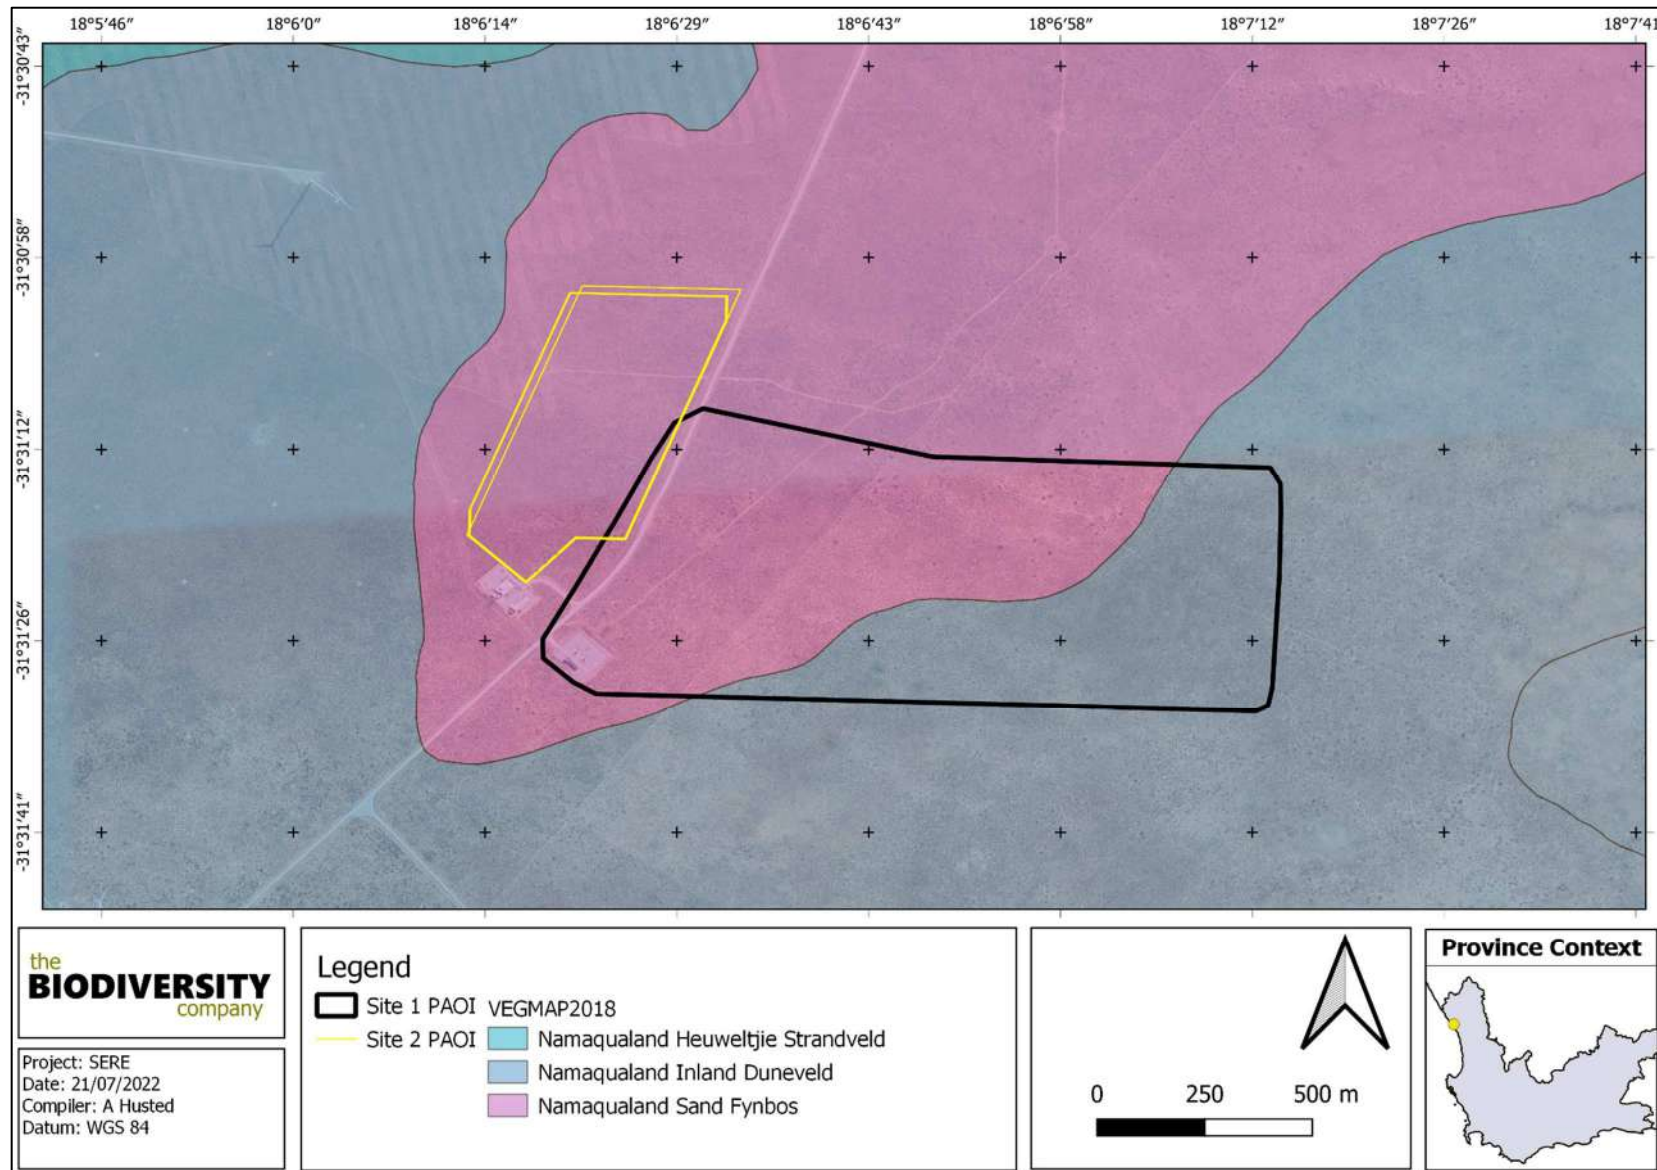 18°5'46" 18°6'0" 18°6'14" 18°6'29" 18°6'43" 18°6'58" 18°7'12" 18°7'26" 18°7'41
-31°30'43"
-31°30'58"
-31°31'12"
-31°31'26"
-31°31'41"
the
BIODIVERSITY
company
Project: SERE
Date: 21/07/2022
Compiler: A Husted
Datum: WGS 84
Legend
Site 1 PAOI
Site 2 PAOI
VEGMAP2018
Namaqualand Heuweltjie Strandveld
Namaqualand Inland Duneveld
Namaqualand Sand Fynbos
0 250 500 m
Province Context